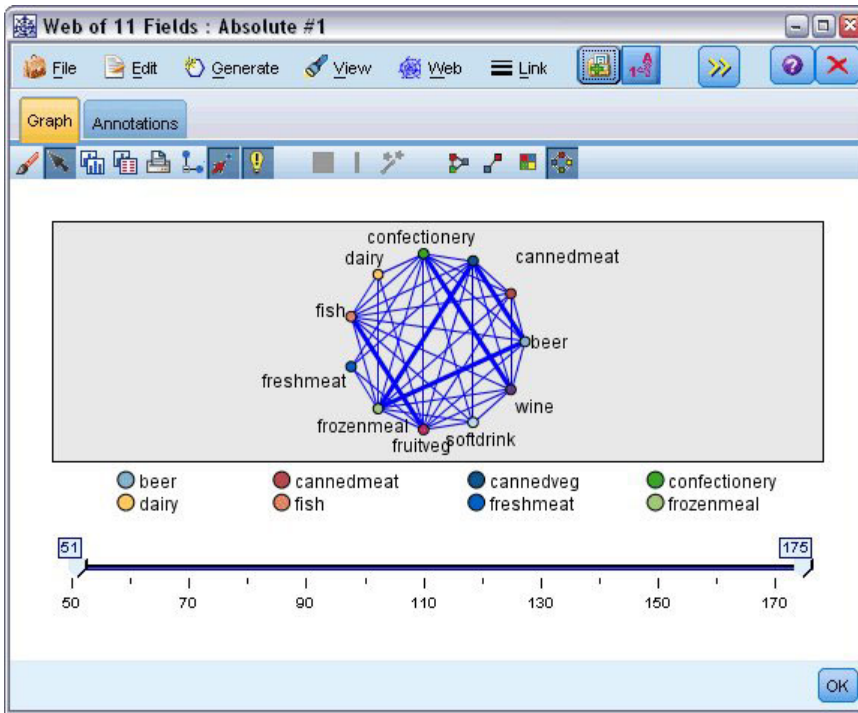 Web of 11 Fields : Absolute #1
File Edit Generate View Web Link
Graph Annotations
confectionery
dairy
cannedmeat
fish
beer
freshmeat
wine
frozenmeal
softdrink
fruitveg
beer cannedmeat cannedveg confectionery
dairy fish freshmeat frozenmeal
51 175
50 70 90 110 130 150 170
OK